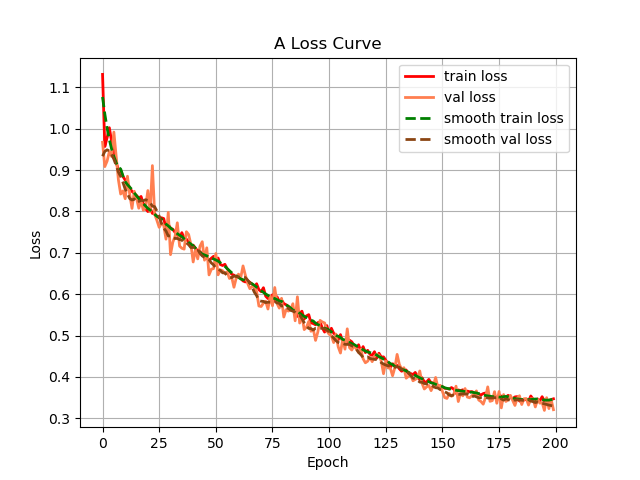 A Loss Curve
train loss
val loss
smooth train loss
smooth val loss
Loss
1.1
1.0
0.9
0.8
0.7
0.6
0.5
0.4
0.3
0 25 50 75 100 125 150 175 200
Epoch